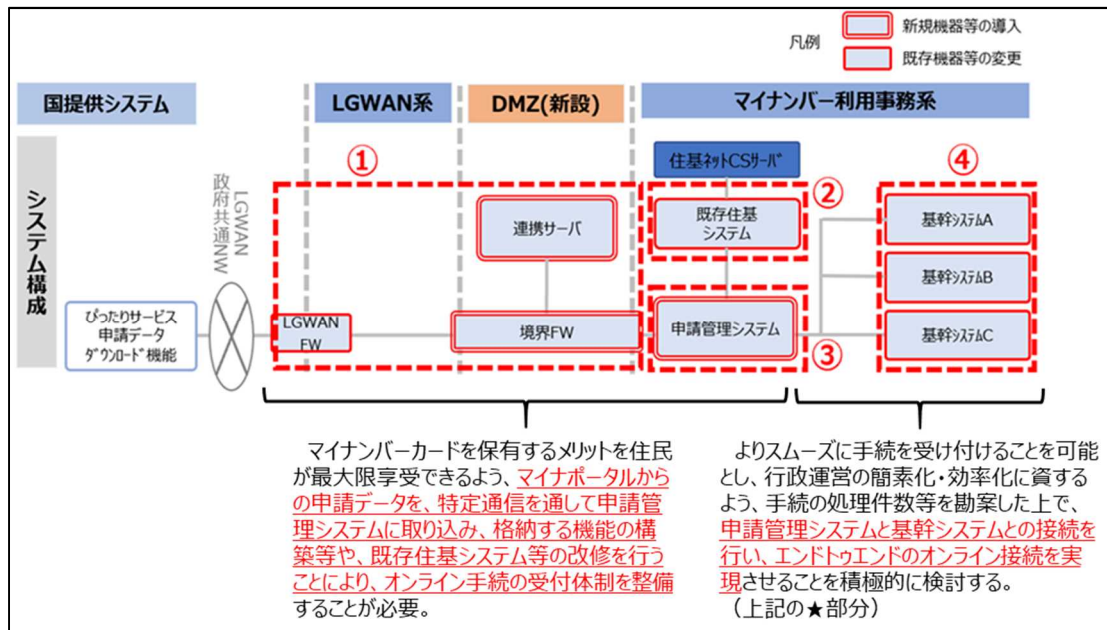 凡例
新規機器等の導入
既存機器等の変更
国提供システム
LGWAN系
DMZ(新設)
マイナンバー利用事務系
システム構成
LGWAN
政府共通NW
①
②
③
④
住基ネットCSサーバ
連携サーバ
既存住基
システム
基幹システムA
基幹システムB
基幹システムC
ぴったりサービス
申請データ
ダウンロード機能
LGWAN
FW
境界FW
申請管理システム
マイナンバーカードを保有するメリットを住民
が最大限享受できるよう、マイナポータルから
の申請データを、特定通信を通して申請管
理システムに取り込み、格納する機能の構
築等や、既存住基システム等の改修を行う
ことにより、オンライン手続の受付体制を整備
することが必要。
よりスムーズに手続を受け付けることを可能
とし、行政運営の簡素化・効率化に資する
よう、手続の処理件数等を勘案した上で、
申請管理システムと基幹システムとの接続を
行い、エンドトゥエンドのオンライン接続を実
現させることを積極的に検討する。
（上記の★部分）